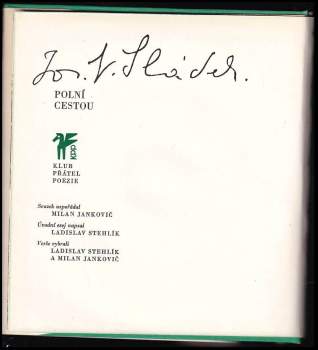 Jos. V. Sládek.
POLNÍ
CESTOU
KPP
KLUB
PŘÁTEL
POEZIE
Svazek uspořádal
MILAN JANKOVIČ
Úvodní esej napsal
LADISLAV STEHLÍK
Verše vybrali
LADISLAV STEHLÍK
A MILAN JANKOVIČ